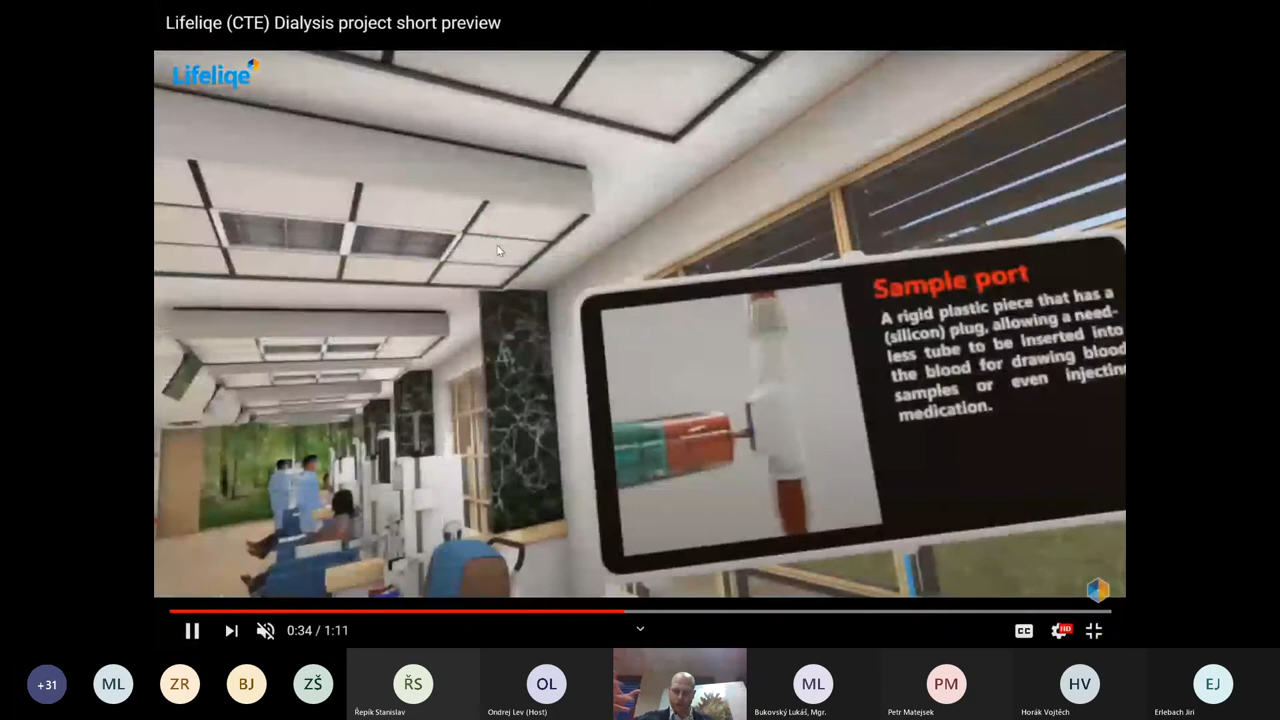 Lifeliqe (CTE) Dialysis project short preview
Lifeliqe
Sample port
A rigid plastic piece that has a
(silicon) plug, allowing a need-
less tube to be inserted into
the blood for drawing blood
samples or even injectin
medication.
0:34 / 1:11
CC
HD
+31
ML
ZR
BJ
ZŠ
ŘS
OL
ML
PM
HV
EJ
Řepík Stanislav
Ondrej Lev (Host)
Bukovský Lukáš, Mgr.
Petr Matejsek
Horák Vojtěch
Erlebach Jiri